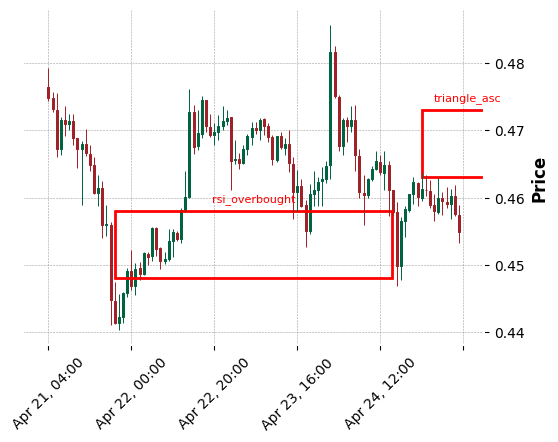 0.48
triangle_asc
0.47
0.46
rsi_overbought
0.45
0.44
Price
Apr 21, 04:00
Apr 22, 00:00
Apr 22, 20:00
Apr 23, 16:00
Apr 24, 12:00